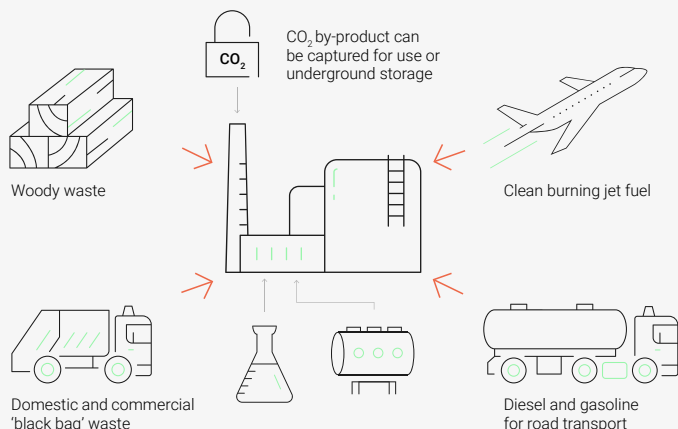 CO₂
CO₂ by-product can
be captured for use or
underground storage
Woody waste
Clean burning jet fuel
Domestic and commercial
‘black bag’ waste
Diesel and gasoline
for road transport